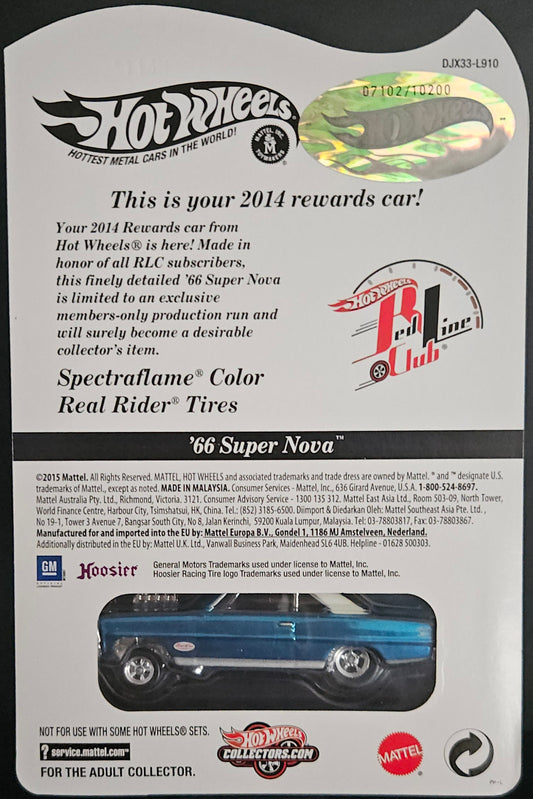 DJX33-L910
07102/10200
HOT WHEELS®
HOTTEST METAL CARS IN THE WORLD!
MATTEL, INC.
M
TOYMAKERS
This is your 2014 rewards car!
Your 2014 Rewards car from
Hot Wheels® is here! Made in
honor of all RLC subscribers,
this finely detailed '66 Super Nova
is limited to an exclusive
members-only production run and
will surely become a desirable
collector's item.
Spectraflame® Color
Real Rider® Tires
HOT WHEELS
Red Line
Club®
'66 Super Nova™
©2015 Mattel. All Rights Reserved. MATTEL, HOT WHEELS and associated trademarks and trade dress are owned by Mattel. ® and ™ designate U.S.
trademarks of Mattel, except as noted. MADE IN MALAYSIA. Consumer Services - Mattel, Inc., 636 Girard Avenue, U.S.A. 1-800-524-8697.
Mattel Australia Pty. Ltd., Richmond, Victoria. 3121. Consumer Advisory Service - 1300 135 312. Mattel East Asia Ltd., Room 503-09, North Tower,
World Finance Centre, Harbour City, Tsimshatsui, HK, China. Tel.: (852) 3185-6500. Diimport & Diedarkan Oleh: Mattel Southeast Asia Pte. Ltd.,
No 19-1, Tower 3 Avenue 7, Bangsar South City, No 8, Jalan Kerinchi, 59200 Kuala Lumpur, Malaysia. Tel: 03-78803817, Fax: 03-78803867.
Manufactured for and imported into the EU by: Mattel Europa B.V., Gondel 1, 1186 MJ Amstelveen, Nederland.
Additionally distributed in the EU by: Mattel U.K. Ltd., Vanwall Business Park, Maidenhead SL6 4UB. Helpline - 01628 500303.
GM
Hoosier
General Motors Trademarks used under license to Mattel, Inc.
Hoosier Racing Tire logo Trademarks used under license to Mattel, Inc.
NOT FOR USE WITH SOME HOT WHEELS® SETS.
? service.mattel.com™
FOR THE ADULT COLLECTOR.
HOT WHEELS
COLLECTORS.COM
MATTEL